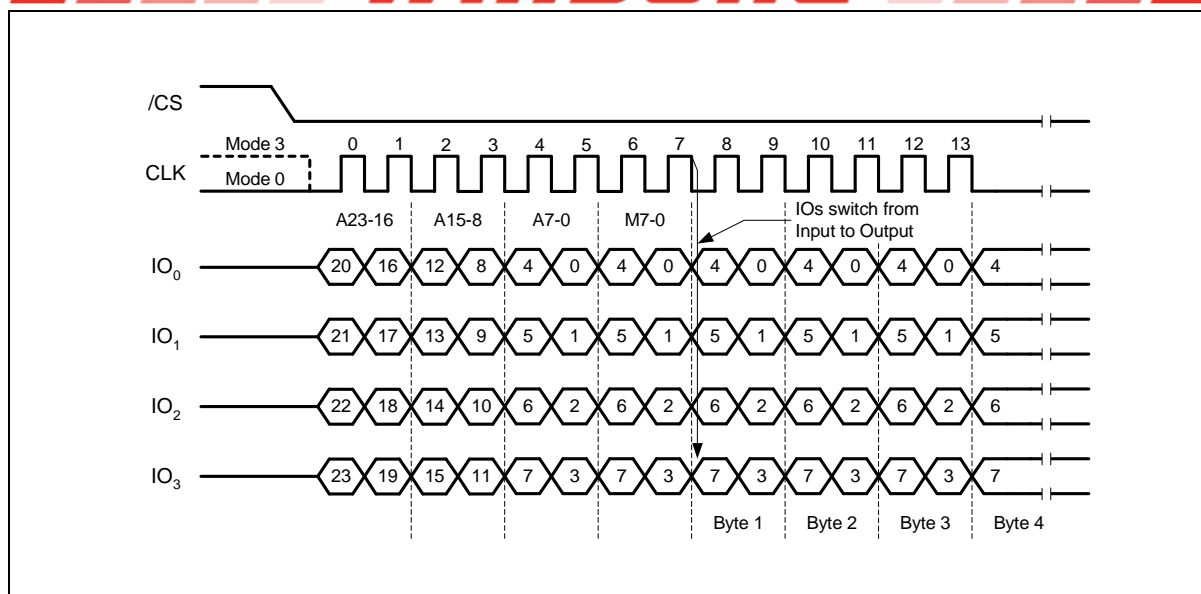 /CS
Mode 3
CLK
Mode 0
0 1 2 3 4 5 6 7 8 9 10 11 12 13
A23-16 A15-8 A7-0 M7-0
IOs switch from
Input to Output
IO0 20 16 12 8 4 0 4 0 4 0 4 0 4 0 4
IO1 21 17 13 9 5 1 5 1 5 1 5 1 5 1 5
IO2 22 18 14 10 6 2 6 2 6 2 6 2 6 2 6
IO3 23 19 15 11 7 3 7 3 7 3 7 3 7 3 7
Byte 1 Byte 2 Byte 3 Byte 4